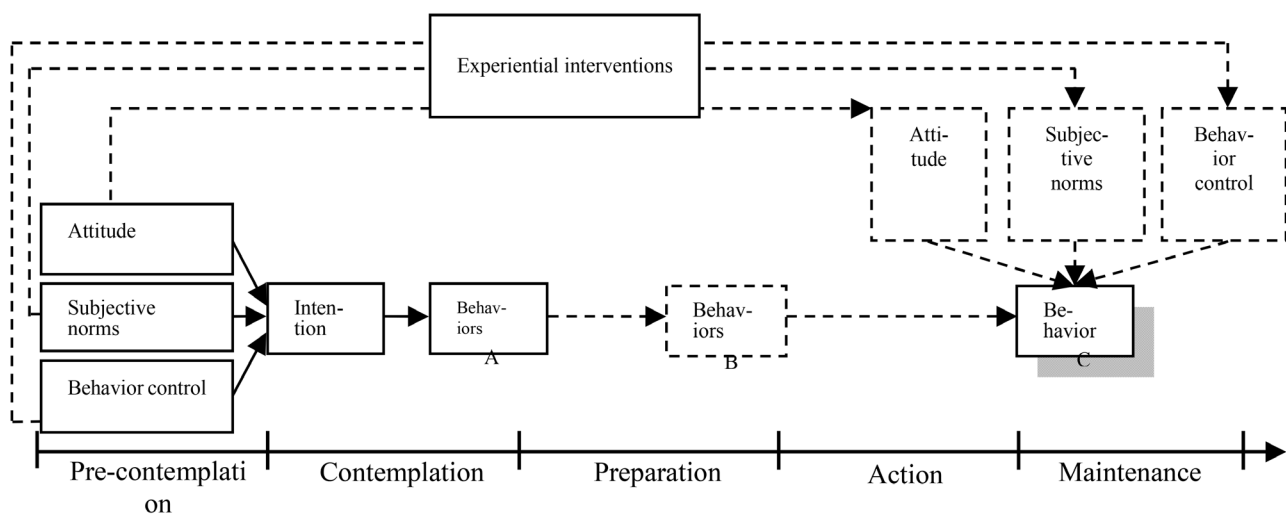 Experiential interventions
Atti-
tude
Subjec-
tive
norms
Behav-
ior
control
Attitude
Subjective
norms
Behavior control
Inten-
tion
Behav-
iors
A
Behav-
iors
B
Be-
havior
C
Pre-contemplati
on
Contemplation
Preparation
Action
Maintenance